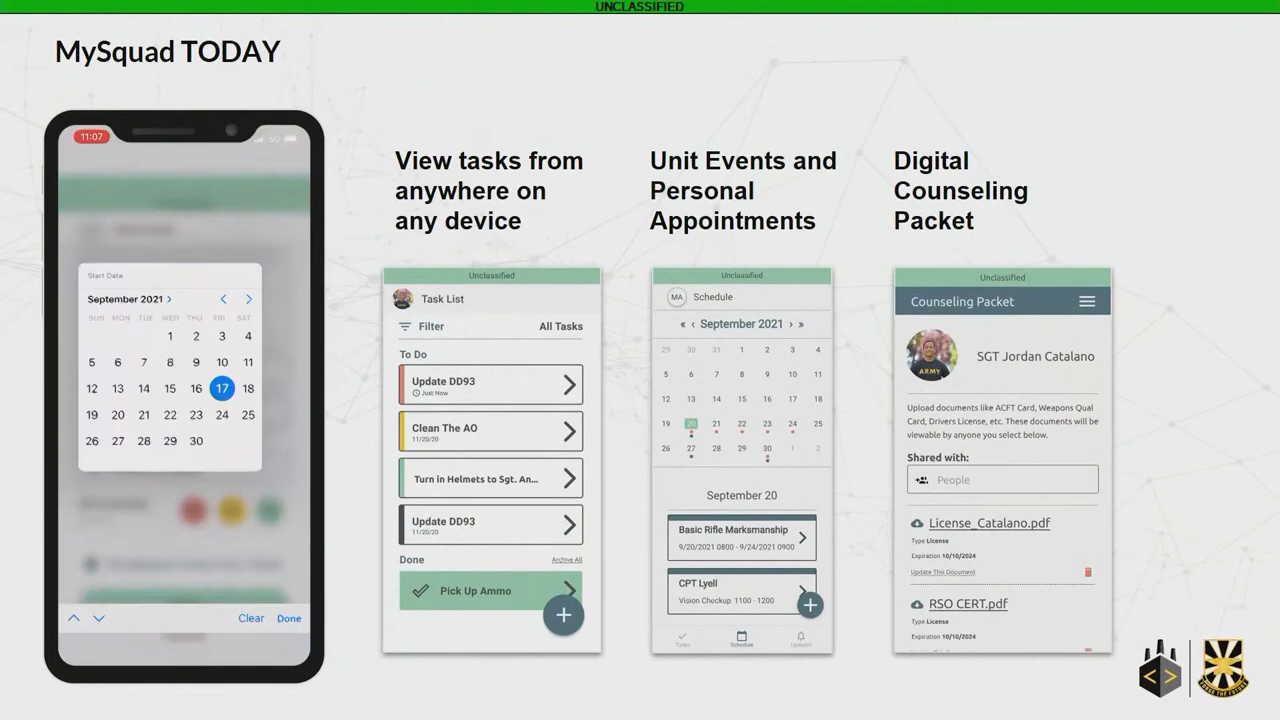 UNCLASSIFIED
MySquad TODAY
11:07
5G
Start Date
September 2021 >
< >
SUN MON TUE WED THU FRI SAT
1 2 3 4
5 6 7 8 9 10 11
12 13 14 15 16 17 18
19 20 21 22 23 24 25
26 27 28 29 30
Clear Done
View tasks from
anywhere on
any device
Unclassified
Task List
Filter All Tasks
To Do
Update DD93
Just Now
Clean The AO
11/20/20
Turn in Helmets to Sgt. An...
Update DD93
11/20/20
Done Archive All
Pick Up Ammo
+
Unit Events and
Personal
Appointments
Unclassified
MA Schedule
« ‹ September 2021 › »
29 30 31 1 2 3 4
5 6 7 8 9 10 11
12 13 14 15 16 17 18
19 20 21 22 23 24 25
26 27 28 29 30 1 2
September 20
Basic Rifle Marksmanship
9/20/2021 0800 - 9/24/2021 0900
CPT Lyell
Vision Checkup 1100 - 1200
+
Tasks Schedule Updates
Digital
Counseling
Packet
Unclassified
Counseling Packet
ARMY
SGT Jordan Catalano
Upload documents like ACFT Card, Weapons Qual
Card, Drivers License, etc. These documents will be
viewable by anyone you select below.
Shared with:
People
License_Catalano.pdf
Type License
Expiration 10/10/2024
Update This Document
RSO CERT.pdf
Type License
Expiration 10/10/2024
< >
FORGE THE FUTURE